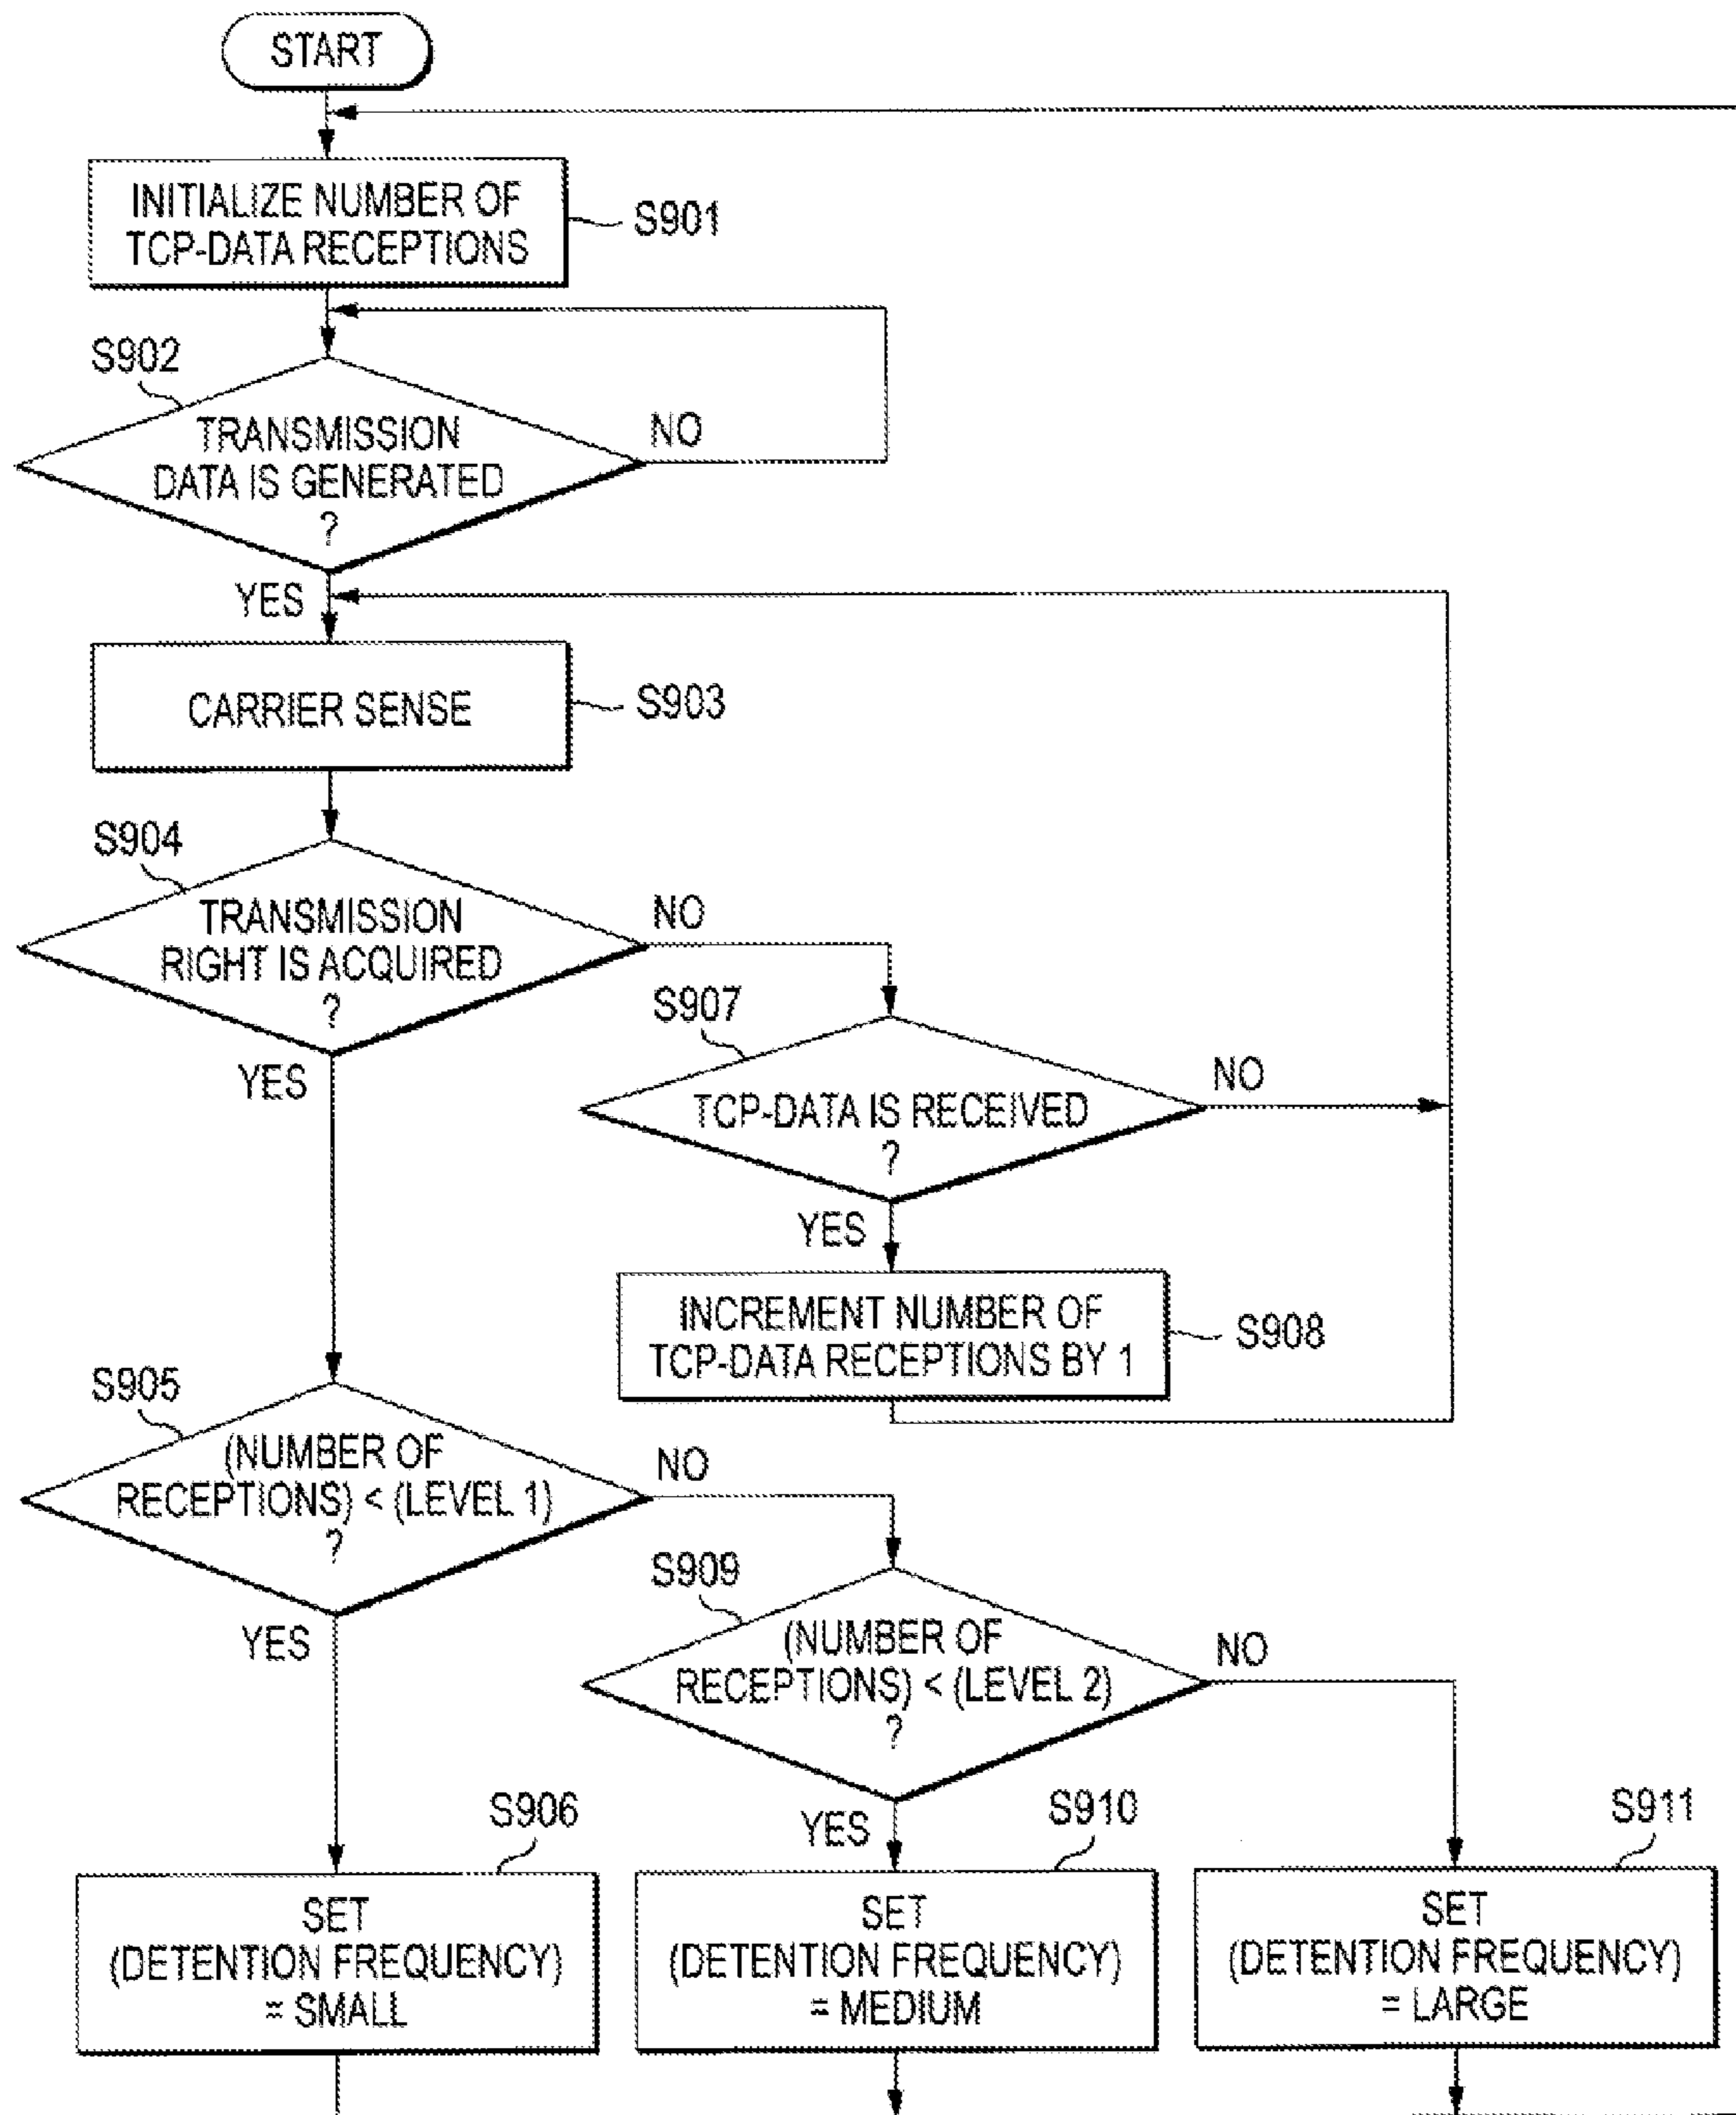 START
INITIALIZE NUMBER OF
TCP-DATA RECEPTIONS
S901
S902
TRANSMISSION
DATA IS GENERATED
?
NO
YES
CARRIER SENSE
S903
S904
TRANSMISSION
RIGHT IS ACQUIRED
?
NO
YES
S907
TCP-DATA IS RECEIVED
?
NO
YES
INCREMENT NUMBER OF
TCP-DATA RECEPTIONS BY 1
S908
S905
(NUMBER OF
RECEPTIONS) < (LEVEL 1)
?
NO
YES
S909
(NUMBER OF
RECEPTIONS) < (LEVEL 2)
?
NO
YES
S906
SET
(DETENTION FREQUENCY)
= SMALL
S910
SET
(DETENTION FREQUENCY)
= MEDIUM
S911
SET
(DETENTION FREQUENCY)
= LARGE